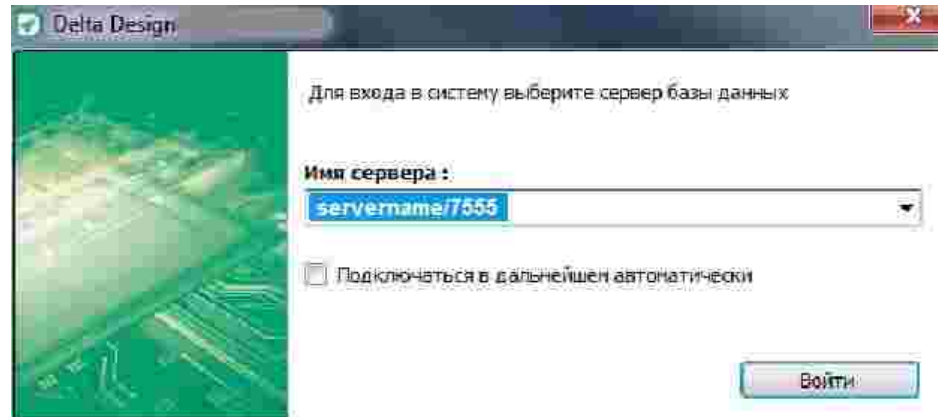 Delta Design
Для входа в систему выберите сервер базы данных
Имя сервера :
servername/7555
Подключаться в дальнейшем автоматически
Войти